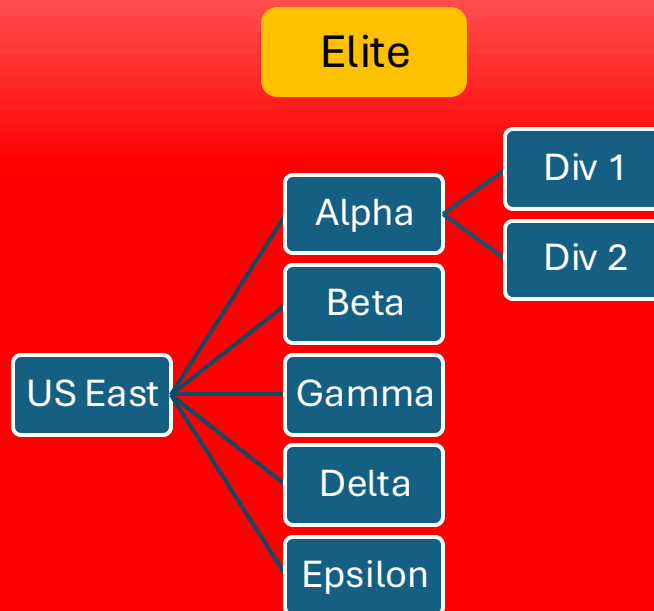 Elite
Div 1
Alpha
Div 2
Beta
US East
Gamma
Delta
Epsilon